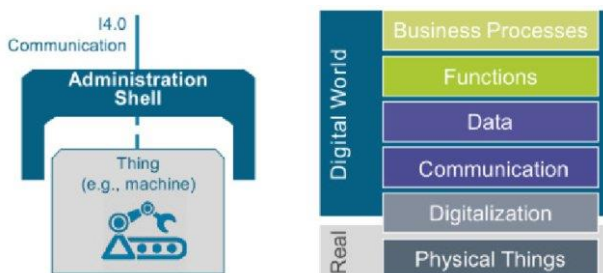 I4.0
Communication
Administration
Shell
Thing
(e.g., machine)
Digital World
Real
Business Processes
Functions
Data
Communication
Digitalization
Physical Things